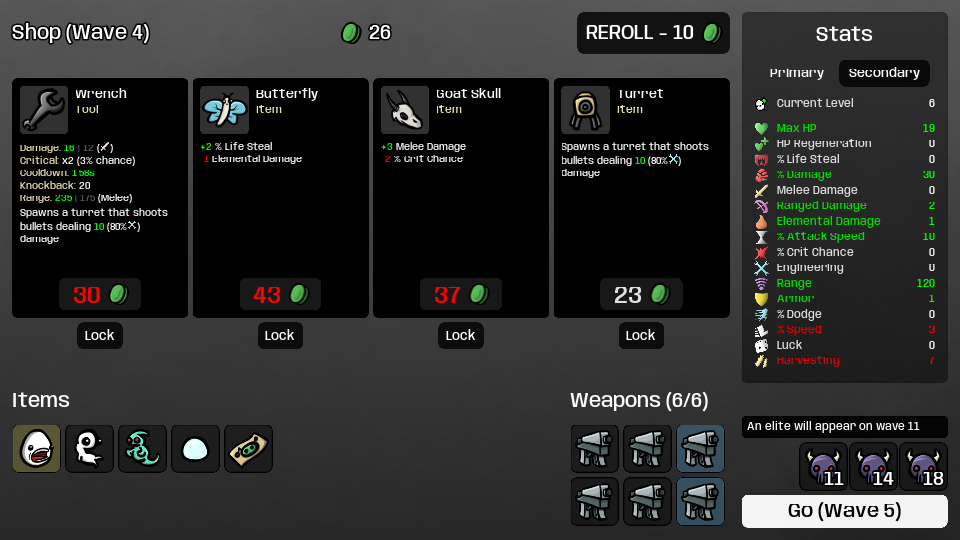 Shop (Wave 4)
26
REROLL - 10
Wrench
Tool
Damage: 16 | 12 ( )
Critical: x2 (3% chance)
Cooldown: 1.58s
Knockback: 20
Range: 235 | 175 (Melee)
Spawns a turret that shoots
bullets dealing 10 (80% )
damage
30
Lock
Butterfly
Item
+2 % Life Steal
1 Elemental Damage
43
Lock
Goat Skull
Item
+3 Melee Damage
2 % Crit Chance
37
Lock
Turret
Item
Spawns a turret that shoots
bullets dealing 10 (80% )
damage
23
Lock
Stats
Primary
Secondary
Current Level 6
Max HP 19
HP Regeneration 0
% Life Steal 0
% Damage 30
Melee Damage 0
Ranged Damage 2
Elemental Damage 1
% Attack Speed 10
% Crit Chance 0
Engineering 0
Range 120
Armor 1
% Dodge 0
% Speed 3
Luck 0
Harvesting 7
Items
Weapons (6/6)
An elite will appear on wave 11
11
14
18
Go (Wave 5)